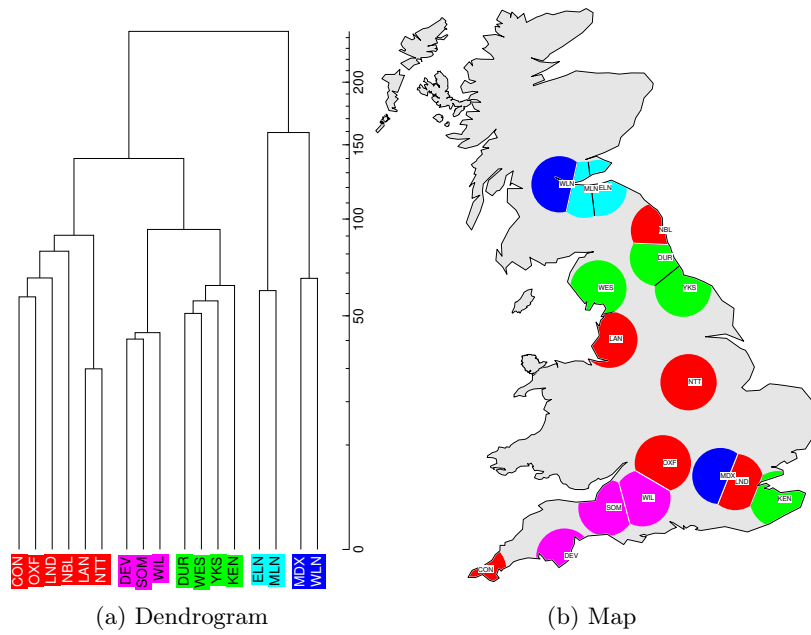 0
50
100
150
200
CON
OXF
LND
NBL
LAN
NTT
DEV
SOM
WIL
DUR
WES
YKS
KEN
ELN
MLN
MDX
WLN
(a) Dendrogram
WLN
MLN
ELN
NBL
DUR
WES
YKS
LAN
NTT
OXF
MDX
LND
KEN
WIL
SOM
DEV
CON
(b) Map